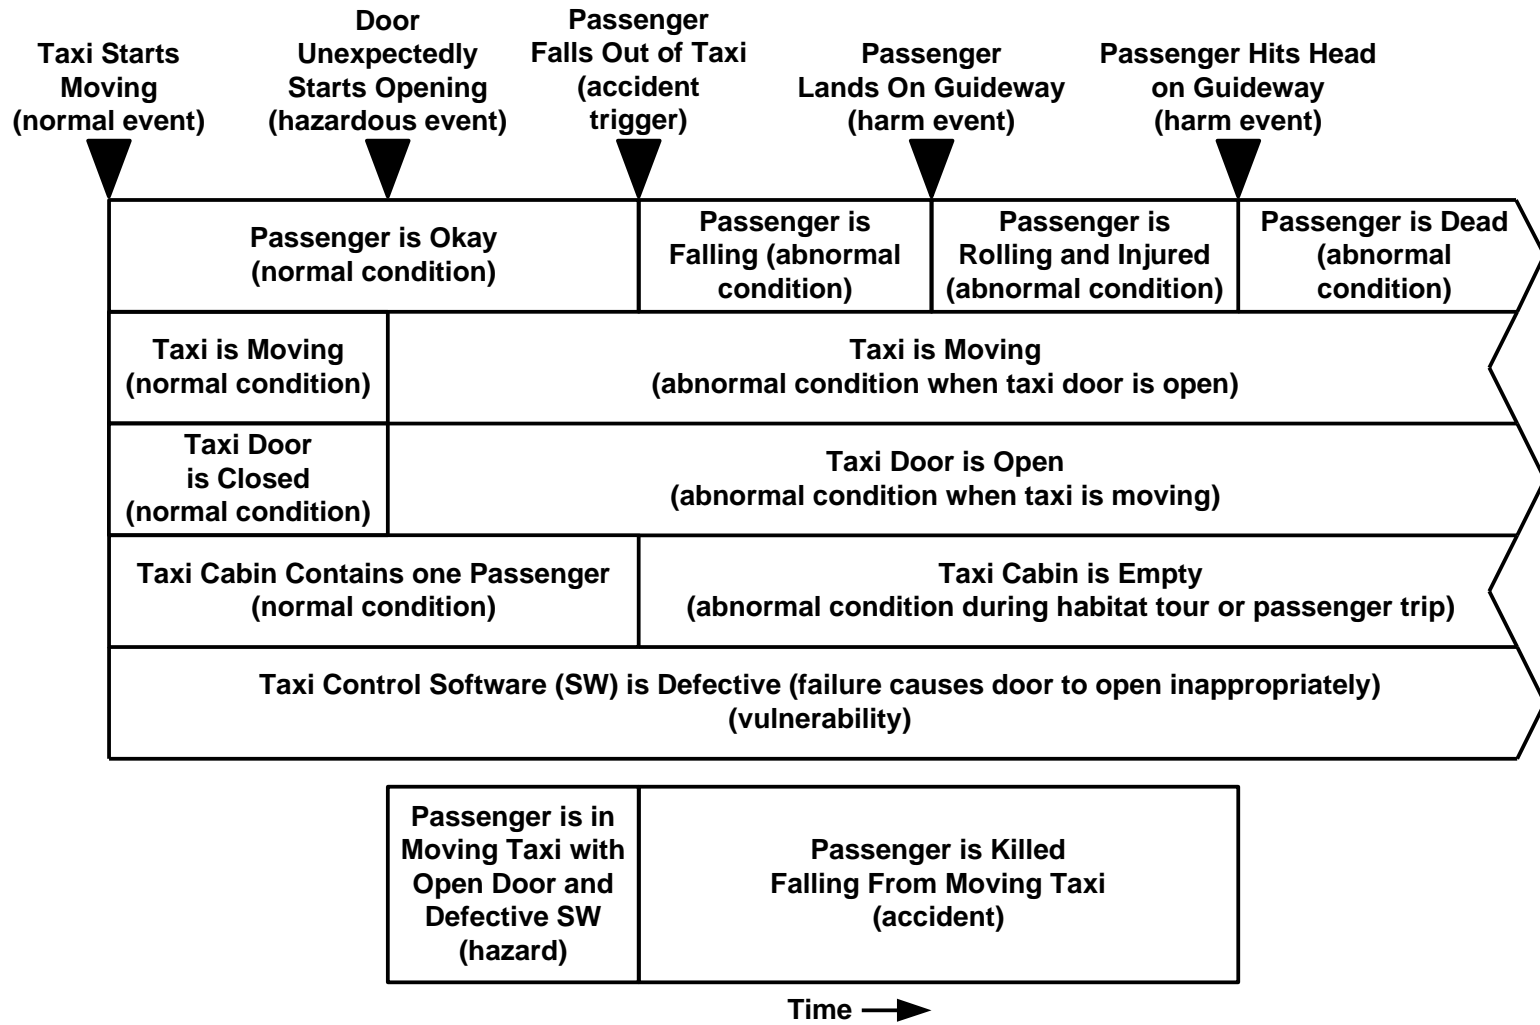 Taxi Starts
Moving
(normal event)
Door
Unexpectedly
Starts Opening
(hazardous event)
Passenger
Falls Out of Taxi
(accident
trigger)
Passenger
Lands On Guideway
(harm event)
Passenger Hits Head
on Guideway
(harm event)
Passenger is Okay
(normal condition)
Passenger is
Falling (abnormal
condition)
Passenger is
Rolling and Injured
(abnormal condition)
Passenger is Dead
(abnormal
condition)
Taxi is Moving
(normal condition)
Taxi is Moving
(abnormal condition when taxi door is open)
Taxi Door
is Closed
(normal condition)
Taxi Door is Open
(abnormal condition when taxi is moving)
Taxi Cabin Contains one Passenger
(normal condition)
Taxi Cabin is Empty
(abnormal condition during habitat tour or passenger trip)
Taxi Control Software (SW) is Defective (failure causes door to open inappropriately)
(vulnerability)
Passenger is in
Moving Taxi with
Open Door and
Defective SW
(hazard)
Passenger is Killed
Falling From Moving Taxi
(accident)
Time